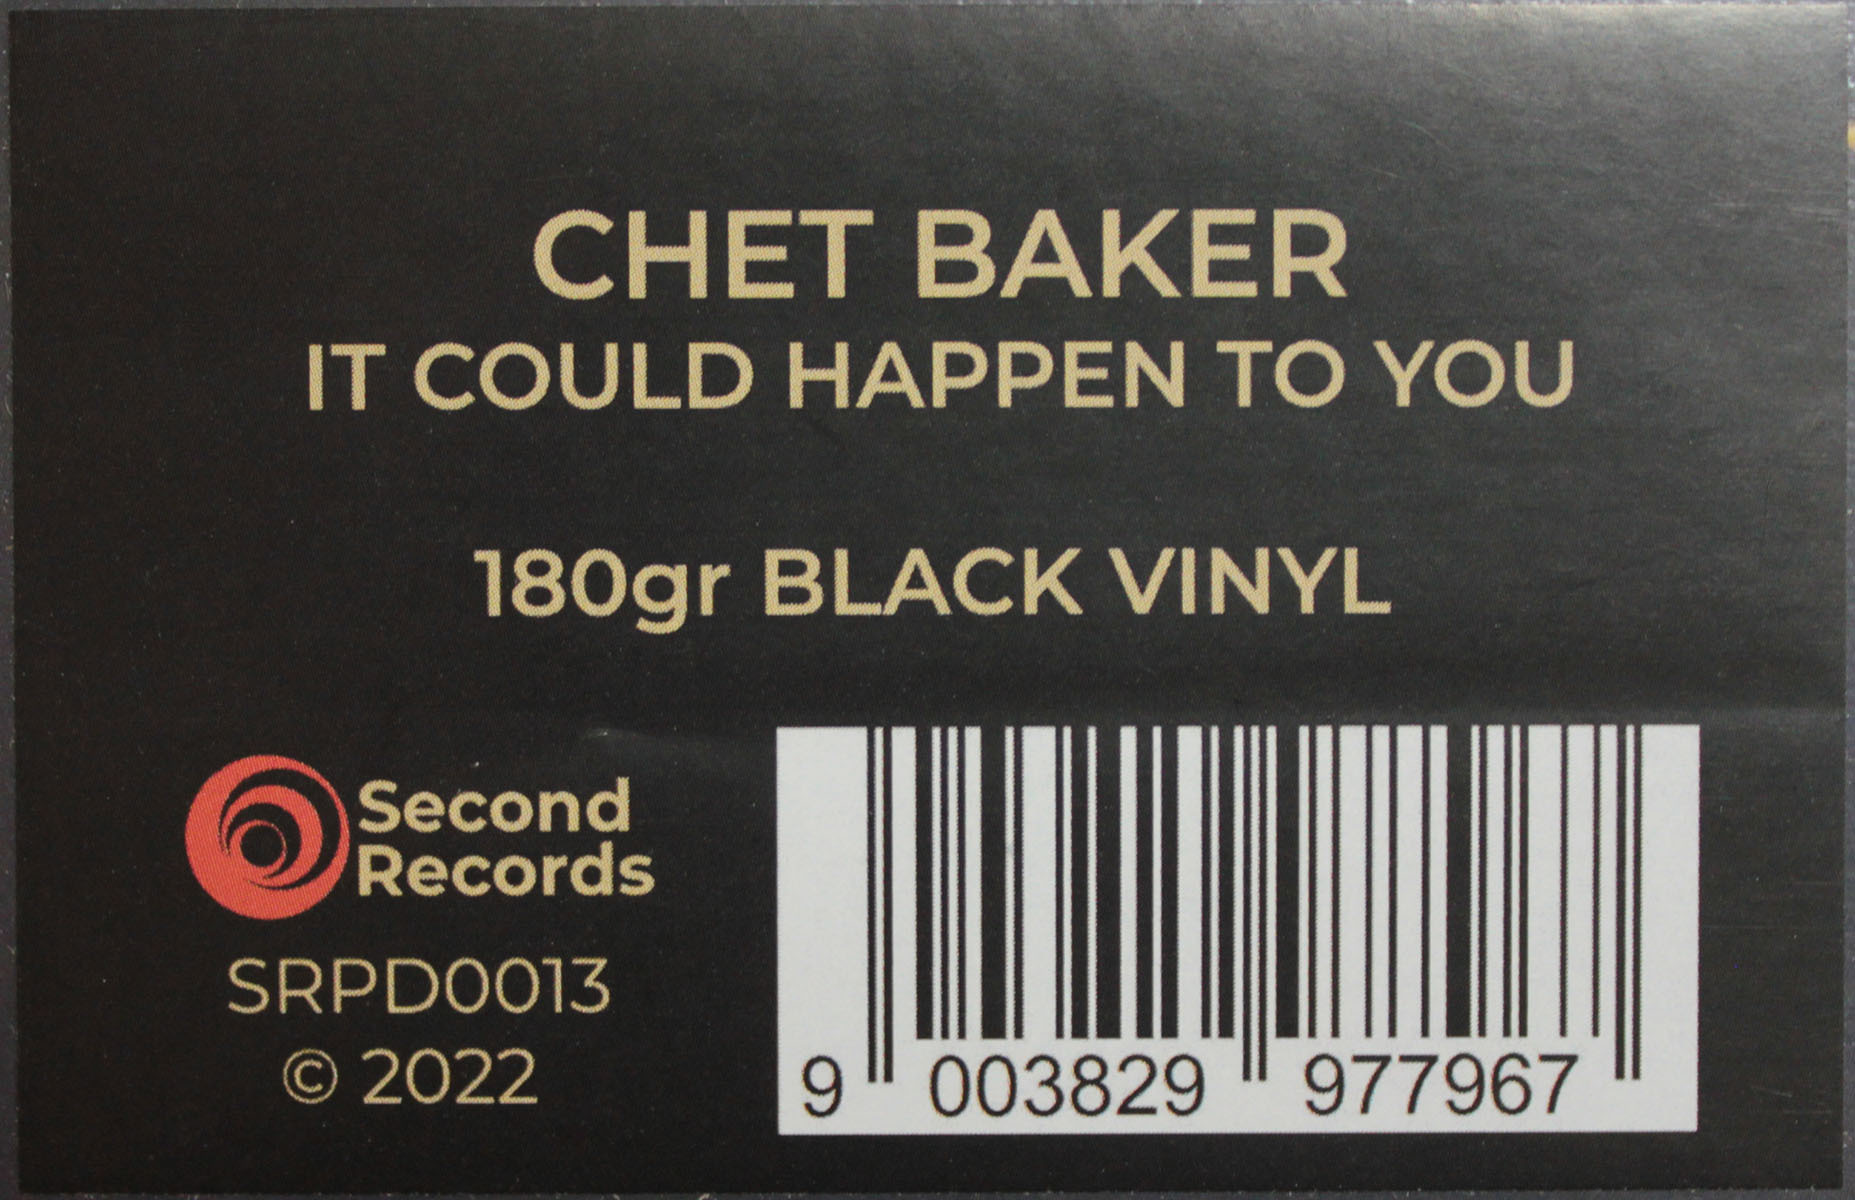 CHET BAKER
IT COULD HAPPEN TO YOU
180gr BLACK VINYL
Second
Records
SRPD0013
© 2022
9 003829 977967